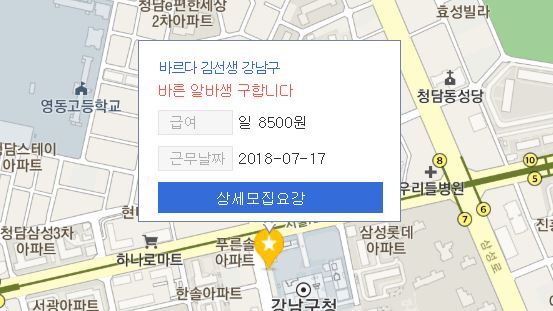 청담e편한세상
2차아파트
효성빌라
영동고등학교
청담동성당
바르다 김선생 강남구
바른 알바생 구합니다
급여 일 8500원
근무날짜 2018-07-17
상세모집요강
청담스테이
아파트
8
10
5
우리들병원
7
7
청담삼성3차
아파트
하나로마트
푸른솔
아파트
삼성롯데
아파트
삼성로
한솔아파트
서광아파트
강남구청